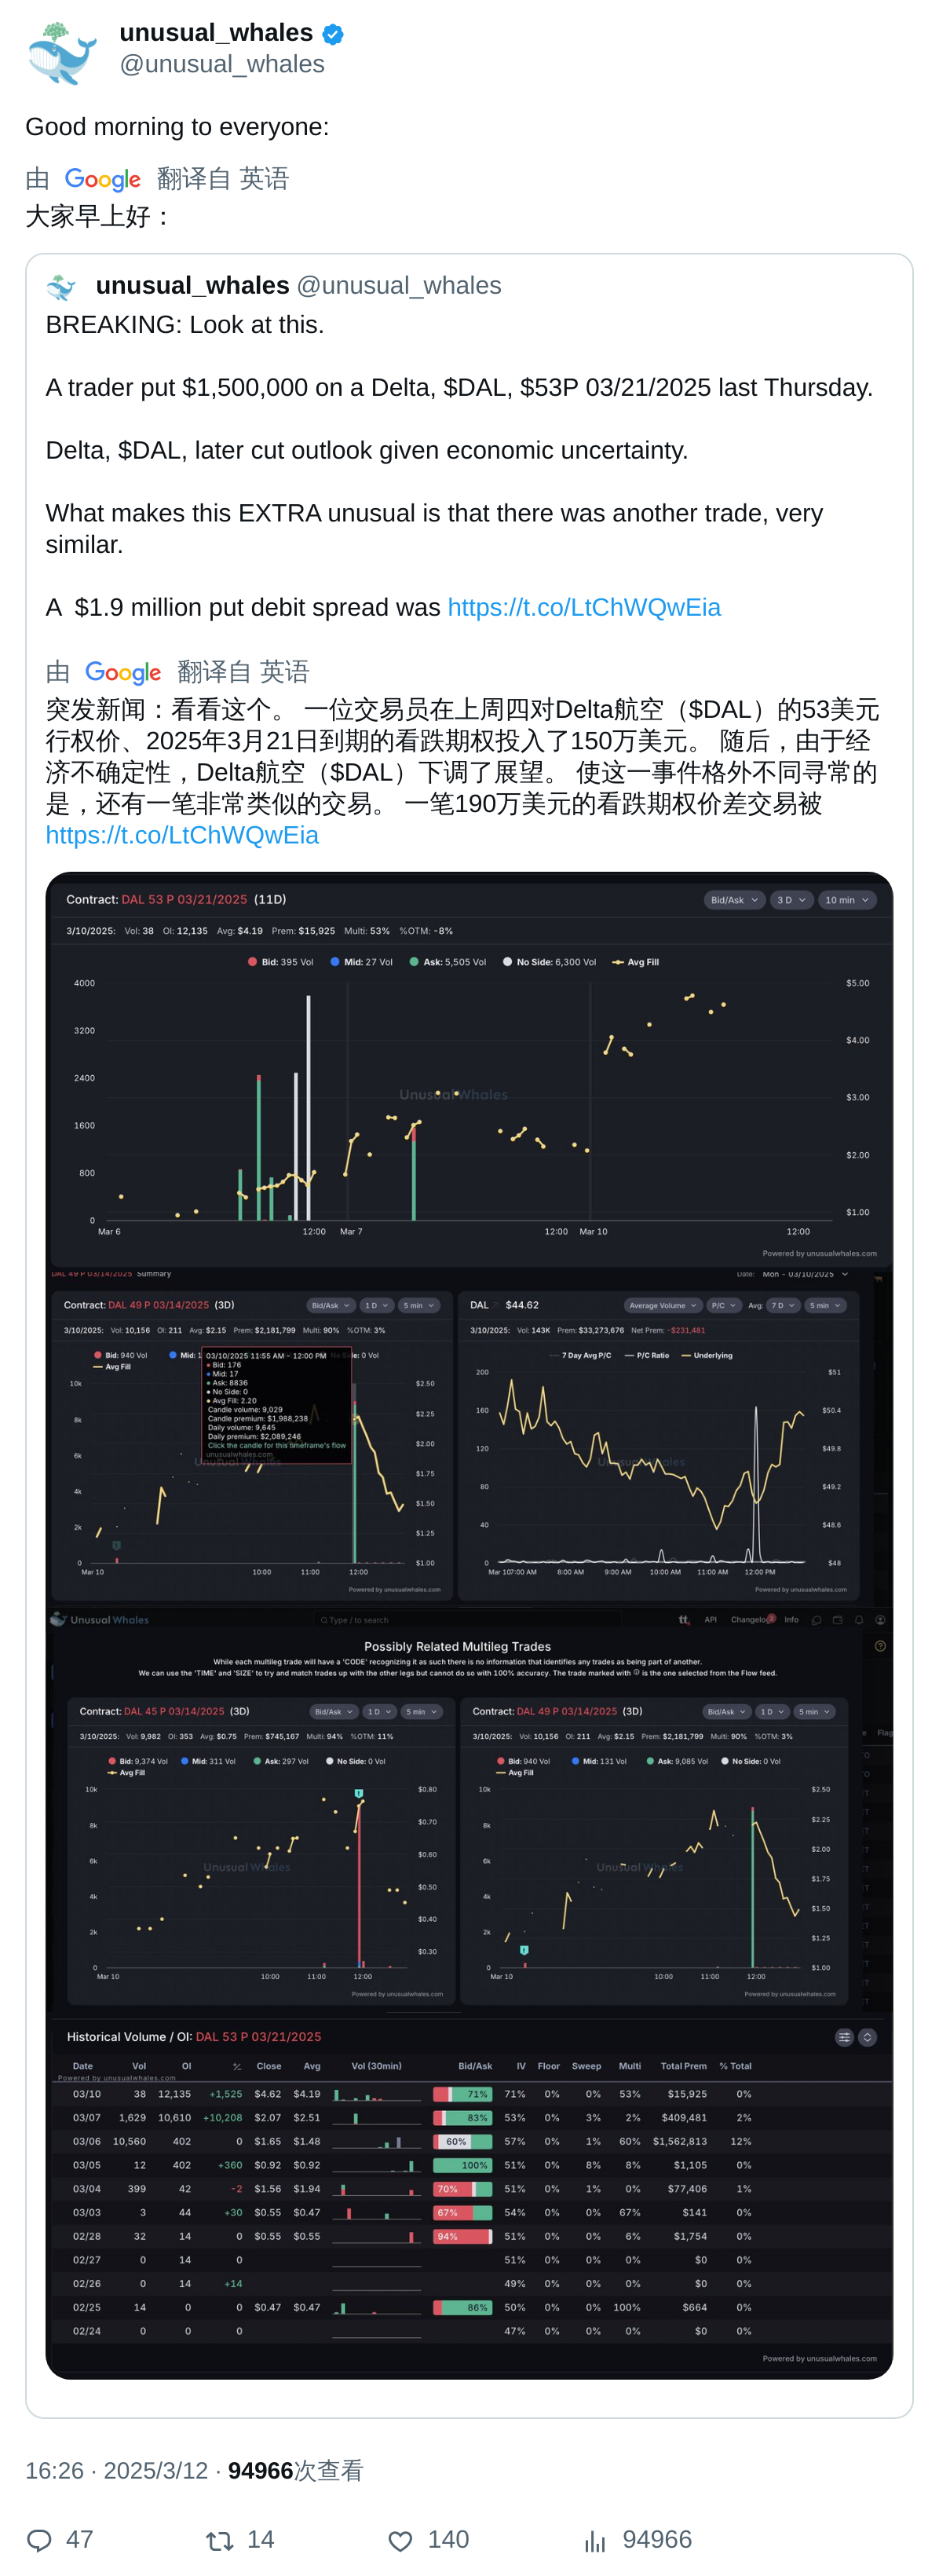 unusual_whales
@unusual_whales
Good morning to everyone:
由 Google 翻译自 英语
大家早上好：
unusual_whales @unusual_whales
BREAKING: Look at this.
A trader put $1,500,000 on a Delta, $DAL, $53P 03/21/2025 last Thursday.
Delta, $DAL, later cut outlook given economic uncertainty.
What makes this EXTRA unusual is that there was another trade, very
similar.
A  $1.9 million put debit spread was https://t.co/LtChWQwEia
由 Google 翻译自 英语
突发新闻：看看这个。 一位交易员在上周四对Delta航空（$DAL）的53美元
行权价、2025年3月21日到期的看跌期权投入了150万美元。 随后，由于经
济不确定性，Delta航空（$DAL）下调了展望。 使这一事件格外不同寻常的
是，还有一笔非常类似的交易。 一笔190万美元的看跌期权价差交易被
https://t.co/LtChWQwEia
Contract: DAL 53 P 03/21/2025 (11D) Bid/Ask 3 D 10 min
3/10/2025: Vol: 38 OI: 12,135 Avg: $4.19 Prem: $15,925 Multi: 53% %OTM: -8%
Bid: 395 Vol Mid: 27 Vol Ask: 5,505 Vol No Side: 6,300 Vol Avg Fill
4000 $5.00
3200
$4.00
2400
Unusual Whales $3.00
1600
$2.00
800
0 $1.00
Mar 6 12:00 Mar 7 12:00 Mar 10 12:00
Powered by unusualwhales.com
DAL 49 P 03/14/2025 Summary Date: Mon - 03/10/2025
Contract: DAL 49 P 03/14/2025 (3D) Bid/Ask 1 D 5 min
3/10/2025: Vol: 10,156 OI: 211 Avg: $2.15 Prem: $2,181,799 Multi: 90% %OTM: 3%
Bid: 940 Vol Mid: 1 No Side: 0 Vol
Avg Fill
03/10/2025 11:55 AM - 12:00 PM
Bid: 176
Mid: 17
Ask: 8836
No Side: 0
Avg Fill: 2.20
Candle volume: 9,029
Candle premium: $1,988,238
Daily volume: 9,645
Daily premium: $2,089,246
Click the candle for this timeframe's flow
unusualwhales.com
Unusual Whales
10k $2.50
8k $2.25
$2.00
6k
$1.75
4k
$1.50
2k $1.25
0 $1.00
Mar 10 10:00 11:00 12:00
Powered by unusualwhales.com
DAL $44.62 Average Volume P/C Avg: 7 D 5 min
3/10/2025: Vol: 143K Prem: $33,273,676 Net Prem: -$231,481
7 Day Avg P/C P/C Ratio Underlying
200 $51
160 $50.4
120 $49.8
Unusual Whales
80 $49.2
40 $48.6
0 $48
Mar 10 7:00 AM 8:00 AM 9:00 AM 10:00 AM 11:00 AM 12:00 PM
Powered by unusualwhales.com
Unusual Whales Type / to search API Changelog Info
Possibly Related Multileg Trades
While each multileg trade will have a 'CODE' recognizing it as such there is no information that identifies any trades as being part of another.
We can use the 'TIME' and 'SIZE' to try and match trades up with the other legs but cannot do so with 100% accuracy. The trade marked with is the one selected from the Flow feed.
Contract: DAL 45 P 03/14/2025 (3D) Bid/Ask 1 D 5 min
3/10/2025: Vol: 9,982 OI: 353 Avg: $0.75 Prem: $745,167 Multi: 94% %OTM: 11%
Bid: 9,374 Vol Mid: 311 Vol Ask: 297 Vol No Side: 0 Vol
Avg Fill
10k $0.80
8k $0.70
6k $0.60
Unusual Whales
4k $0.50
2k $0.40
$0.30
0
Mar 10 10:00 11:00 12:00
Powered by unusualwhales.com
Contract: DAL 49 P 03/14/2025 (3D) Bid/Ask 1 D 5 min
3/10/2025: Vol: 10,156 OI: 211 Avg: $2.15 Prem: $2,181,799 Multi: 90% %OTM: 3%
Bid: 940 Vol Mid: 131 Vol Ask: 9,085 Vol No Side: 0 Vol
Avg Fill
10k $2.50
8k $2.25
$2.00
6k
Unusual Whales
$1.75
4k
$1.50
2k $1.25
0 $1.00
Mar 10 10:00 11:00 12:00
Powered by unusualwhales.com
Flag
Historical Volume / OI: DAL 53 P 03/21/2025
Date Vol OI Close Avg Vol (30min) Bid/Ask IV Floor Sweep Multi Total Prem % Total
Powered by unusualwhales.com
03/10 38 12,135 +1,525 $4.62 $4.19 71% 71% 0% 0% 53% $15,925 0%
03/07 1,629 10,610 +10,208 $2.07 $2.51 83% 53% 0% 3% 2% $409,481 2%
03/06 10,560 402 0 $1.65 $1.48 60% 57% 0% 1% 60% $1,562,813 12%
03/05 12 402 +360 $0.92 $0.92 100% 51% 0% 8% 8% $1,105 0%
03/04 399 42 -2 $1.56 $1.94 70% 51% 0% 1% 0% $77,406 1%
03/03 3 44 +30 $0.55 $0.47 67% 54% 0% 0% 67% $141 0%
02/28 32 14 0 $0.55 $0.55 94% 51% 0% 0% 6% $1,754 0%
02/27 0 14 0 51% 0% 0% 0% $0 0%
02/26 0 14 +14 49% 0% 0% 0% $0 0%
02/25 14 0 0 $0.47 $0.47 86% 50% 0% 0% 100% $664 0%
02/24 0 0 0 47% 0% 0% 0% $0 0%
Powered by unusualwhales.com
16:26 · 2025/3/12 · 94966次查看
47 14 140 94966